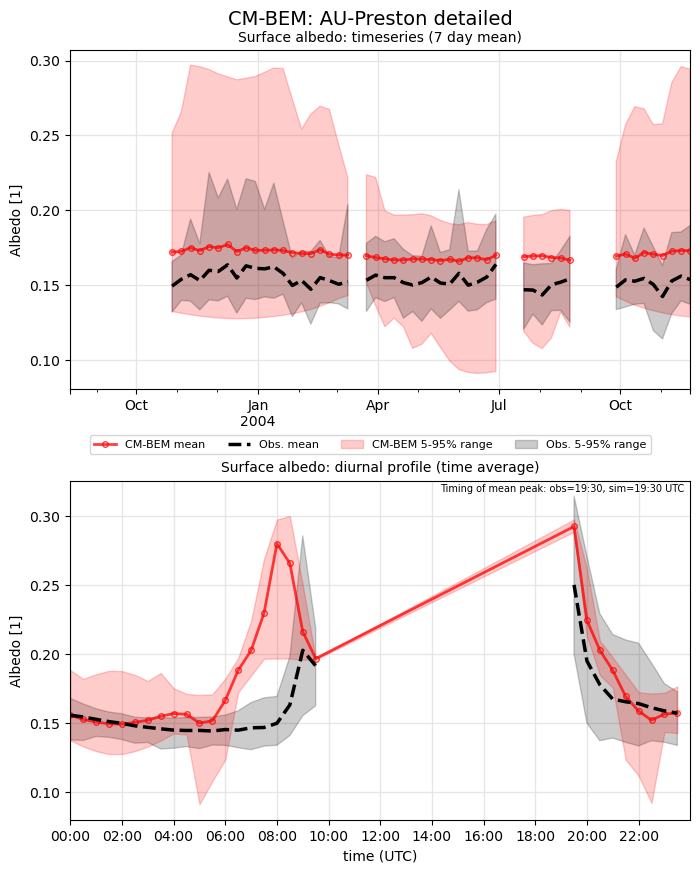 CM-BEM: AU-Preston detailed
Surface albedo: timeseries (7 day mean)
0.30
0.25
0.20
0.15
0.10
Albedo [1]
Oct Jan Apr Jul Oct
2004
CM-BEM mean Obs. mean CM-BEM 5-95% range Obs. 5-95% range
Surface albedo: diurnal profile (time average)
Timing of mean peak: obs=19:30, sim=19:30 UTC
0.30
0.25
0.20
0.15
0.10
Albedo [1]
00:00 02:00 04:00 06:00 08:00 10:00 12:00 14:00 16:00 18:00 20:00 22:00
time (UTC)